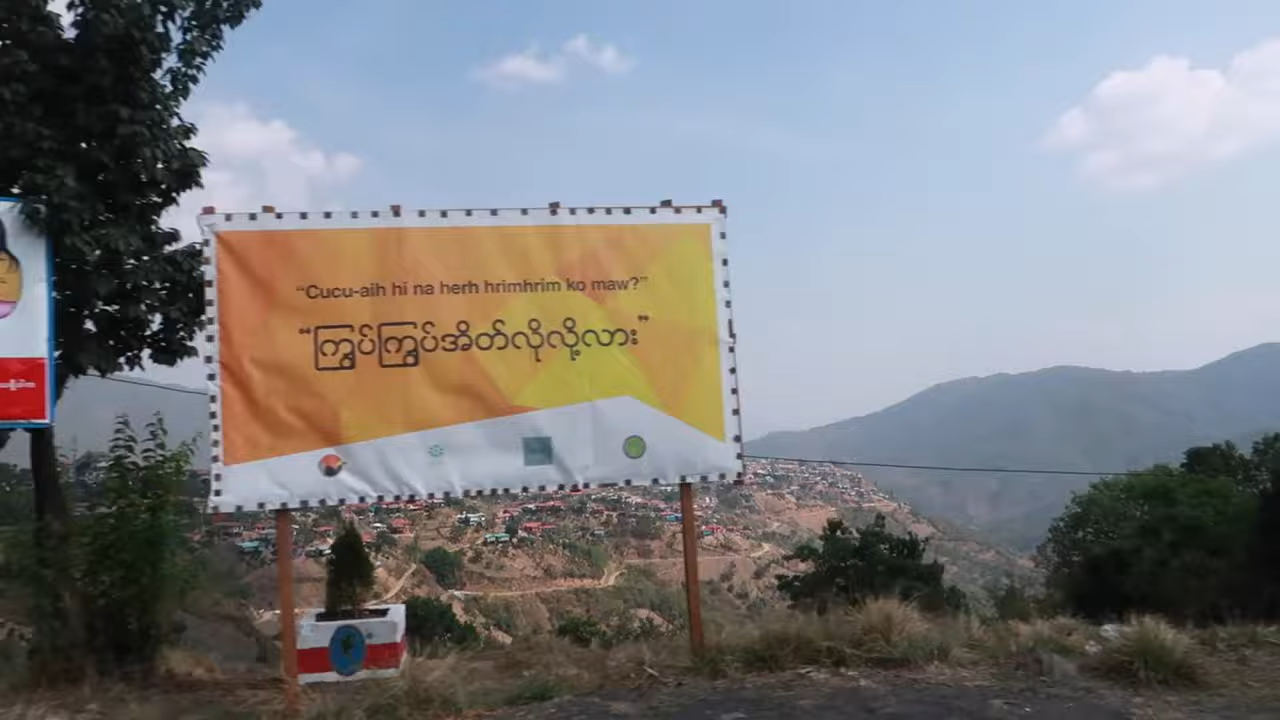 “Cucu-aih hi na herh hrimhrim ko maw?”
“ကြွပ်ကြွပ်အိတ်လိုလို့လား”